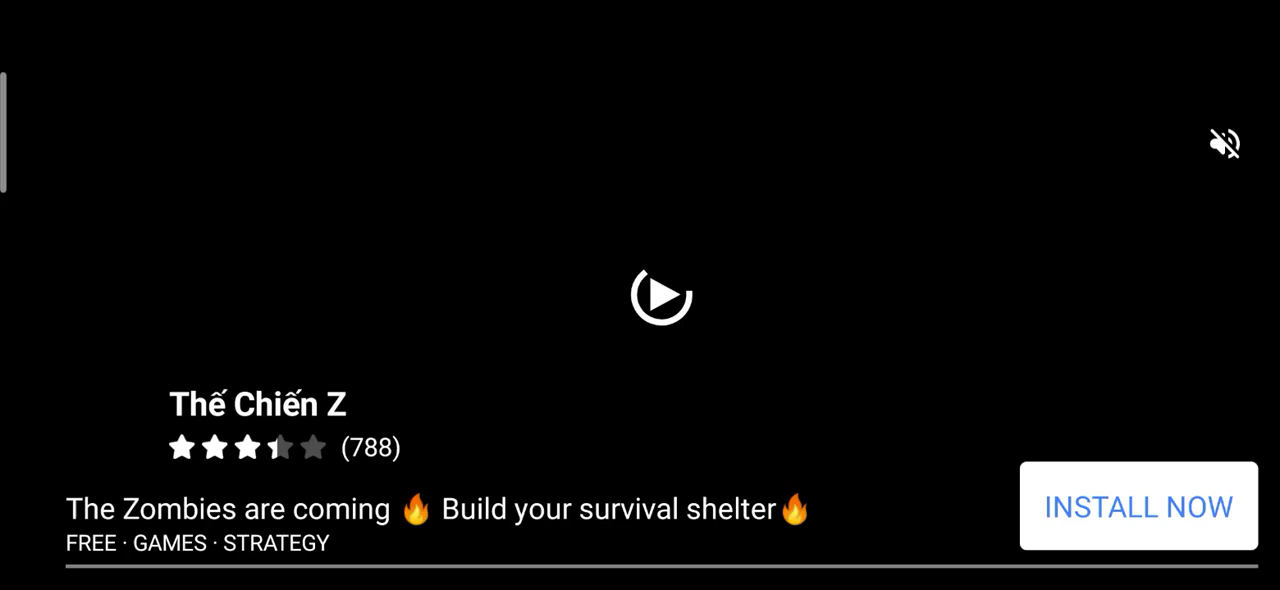 Thế Chiến Z
(788)
The Zombies are coming 🔥 Build your survival shelter🔥
INSTALL NOW
FREE · GAMES · STRATEGY